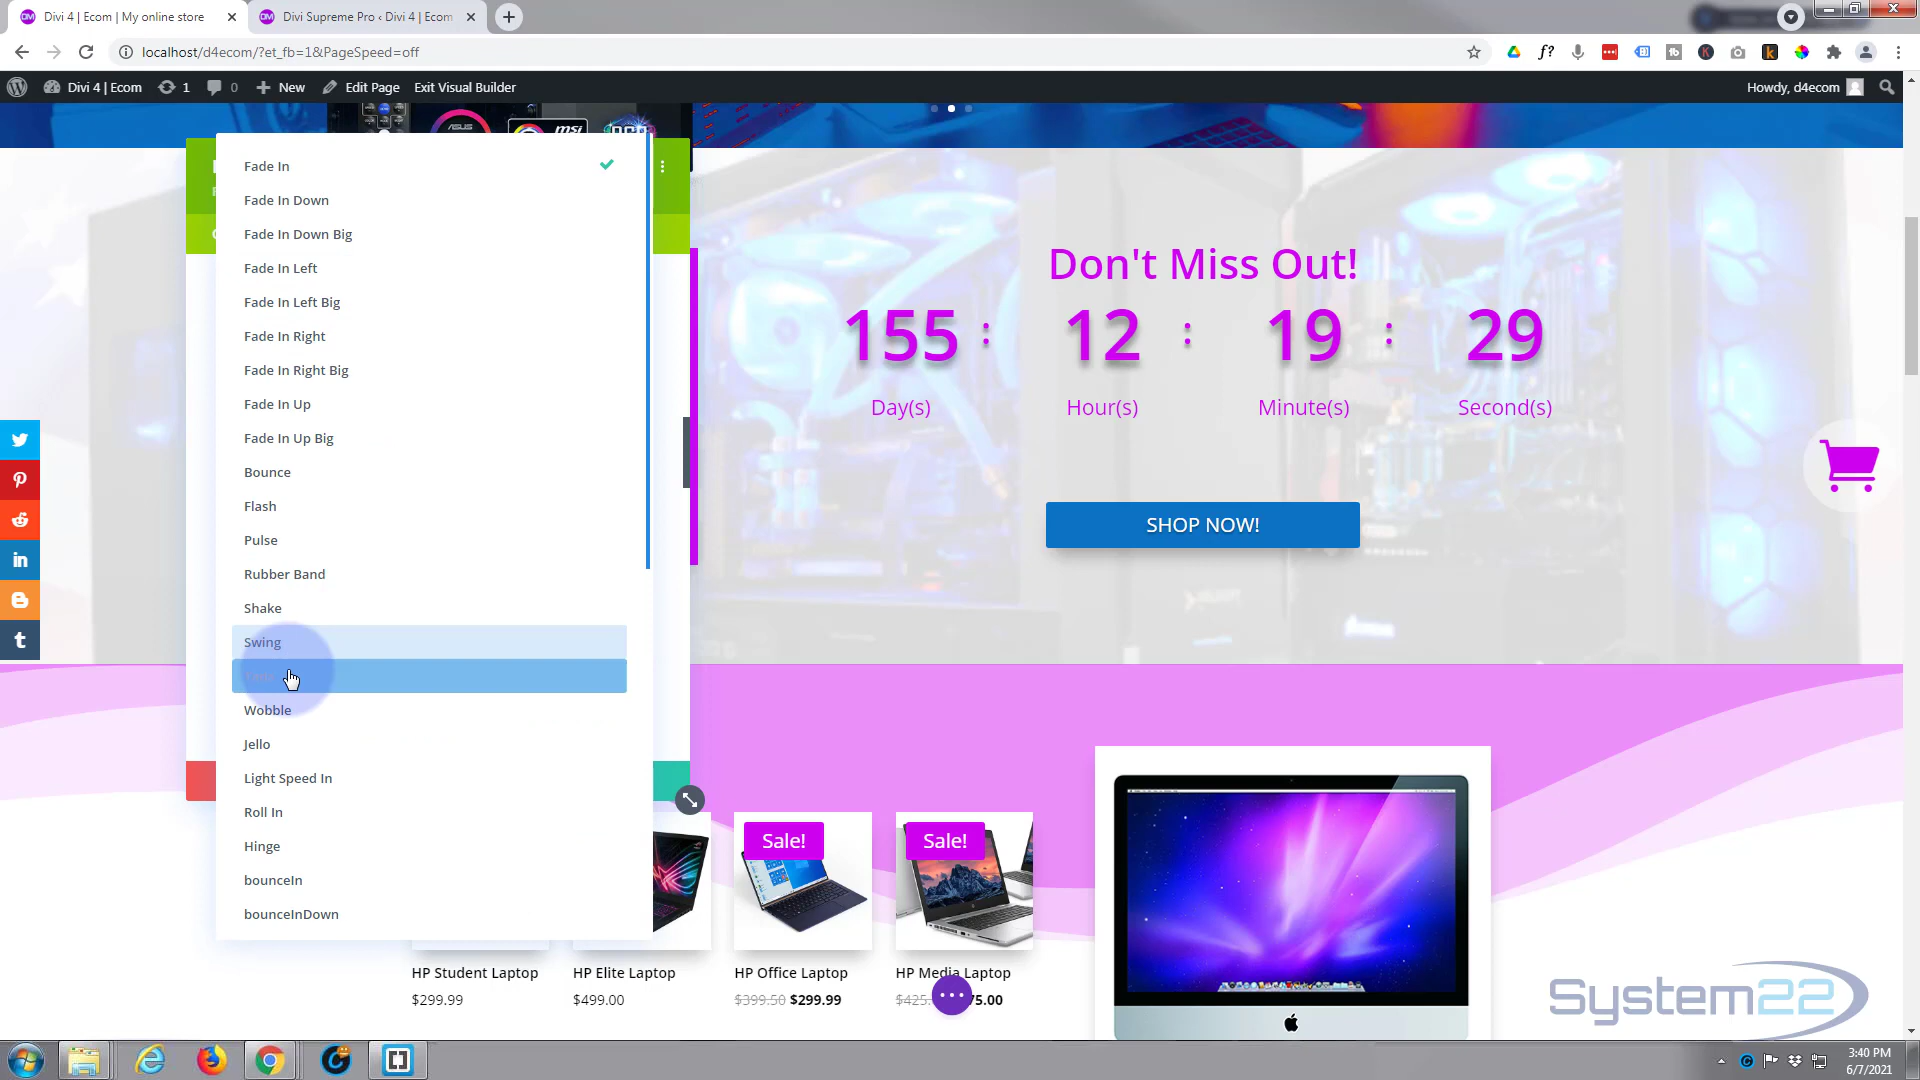 Divi 4 | Ecom | My online store
Divi Supreme Pro ‹ Divi 4 | Ecom
localhost/d4ecom/?et_fb=1&PageSpeed=off
Divi 4 | Ecom
1
0
New
Edit Page
Exit Visual Builder
Howdy, d4ecom
Fade In
Fade In Down
Fade In Down Big
Fade In Left
Fade In Left Big
Fade In Right
Fade In Right Big
Fade In Up
Fade In Up Big
Bounce
Flash
Pulse
Rubber Band
Shake
Swing
Wobble
Jello
Light Speed In
Roll In
Hinge
bounceIn
bounceInDown
Don't Miss Out!
155 : 12 : 19 : 29
Day(s) Hour(s) Minute(s) Second(s)
SHOP NOW!
Sale!
Sale!
HP Student Laptop
$299.99
HP Elite Laptop
$499.00
HP Office Laptop
$399.50 $299.99
HP Media Laptop
System22
3:40 PM
6/7/2021